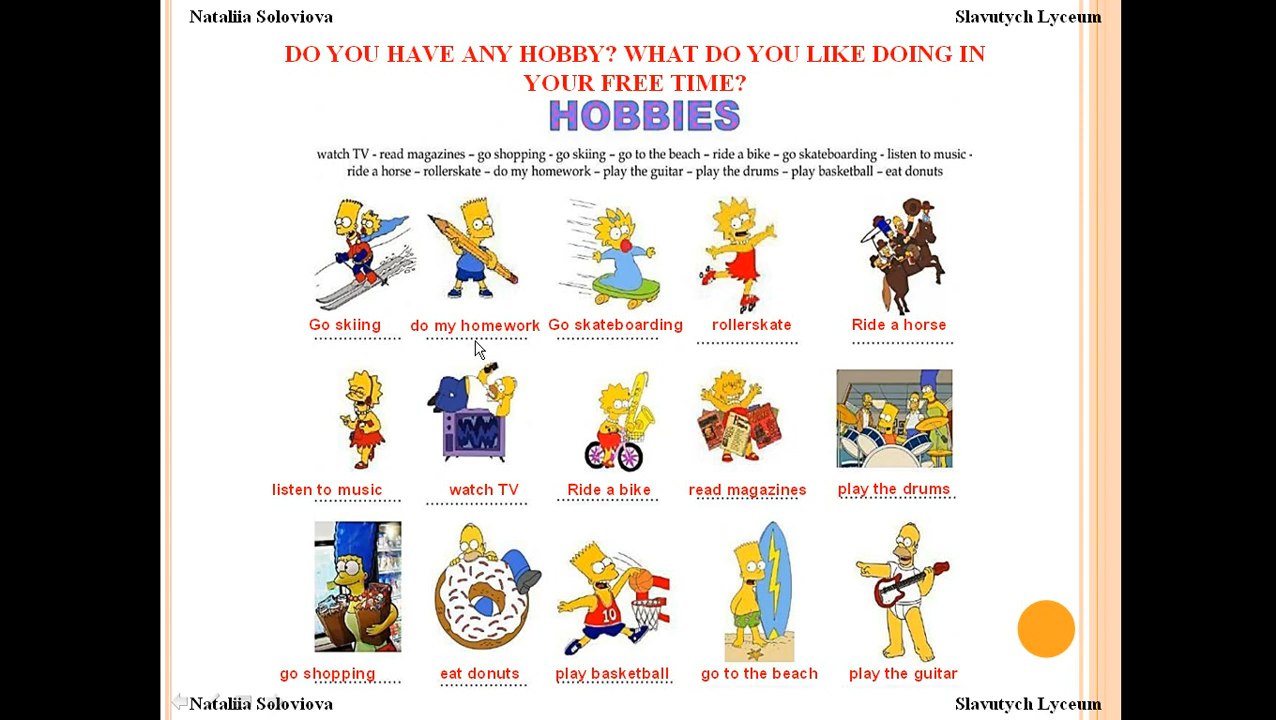 Nataliia Soloviova
Slavutych Lyceum
DO YOU HAVE ANY HOBBY? WHAT DO YOU LIKE DOING IN
YOUR FREE TIME?
HOBBIES
watch TV - read magazines – go shopping - go skiing – go to the beach – ride a bike – go skateboarding - listen to music -
ride a horse – rollerskate – do my homework – play the guitar – play the drums – play basketball – eat donuts
Go skiing
do my homework
Go skateboarding
rollerskate
Ride a horse
listen to music
watch TV
Ride a bike
read magazines
play the drums
10
go shopping
eat donuts
play basketball
go to the beach
play the guitar
Nataliia Soloviova
Slavutych Lyceum